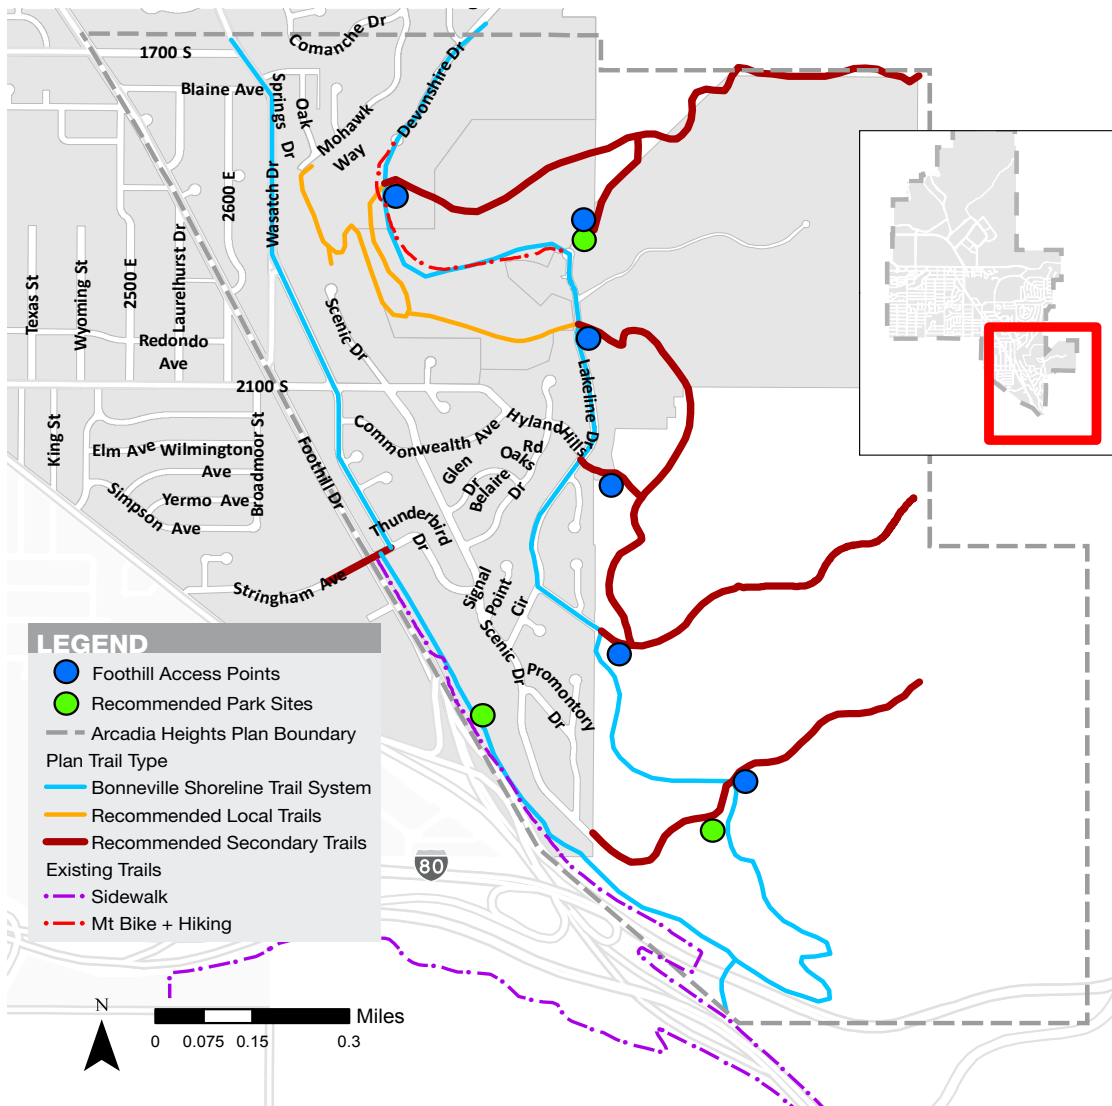 Comanche Dr
1700 S
Blaine Ave
Springs Dr
Oak
Mohawk
Way
Devonshire Dr
2600 E
Wasatch Dr
Texas St
Wyoming St
2500 E
Laurelhurst Dr
Redondo
Ave
Scenic Dr
2100 S
Lakeline Dr
King St
Elm Ave
Wilmington
Ave
Broadmoor St
Yermo Ave
Simpson Ave
Foothill Dr
Commonwealth Ave
Hyland Hills
Rd
Glen
Oaks
Dr
Belaire
Dr
Thunderbird
Dr
Stringham Ave
Signal
Point
Cir
Scenic Dr
Promontory
Dr
LEGEND
Foothill Access Points
Recommended Park Sites
Arcadia Heights Plan Boundary
Plan Trail Type
Bonneville Shoreline Trail System
Recommended Local Trails
Recommended Secondary Trails
Existing Trails
Sidewalk
Mt Bike + Hiking
80
N
Miles
0 0.075 0.15 0.3